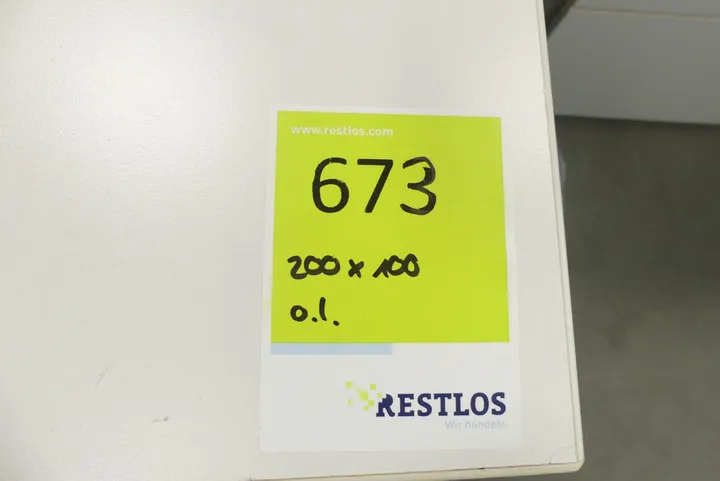 www.restlos.com
673
200 x 100
o.l.
RESTLOS
Wir handeln.